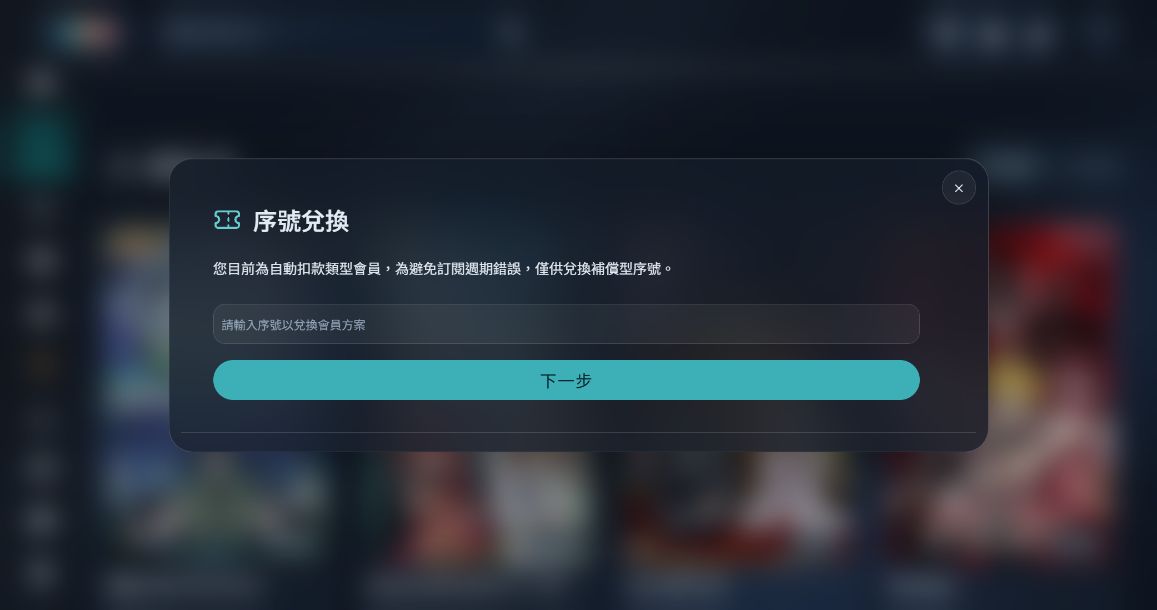 序號兌換
您目前為自動扣款類型會員，為避免訂閱週期錯誤，僅供兌換補償型序號。
請輸入序號以兌換會員方案
下一步